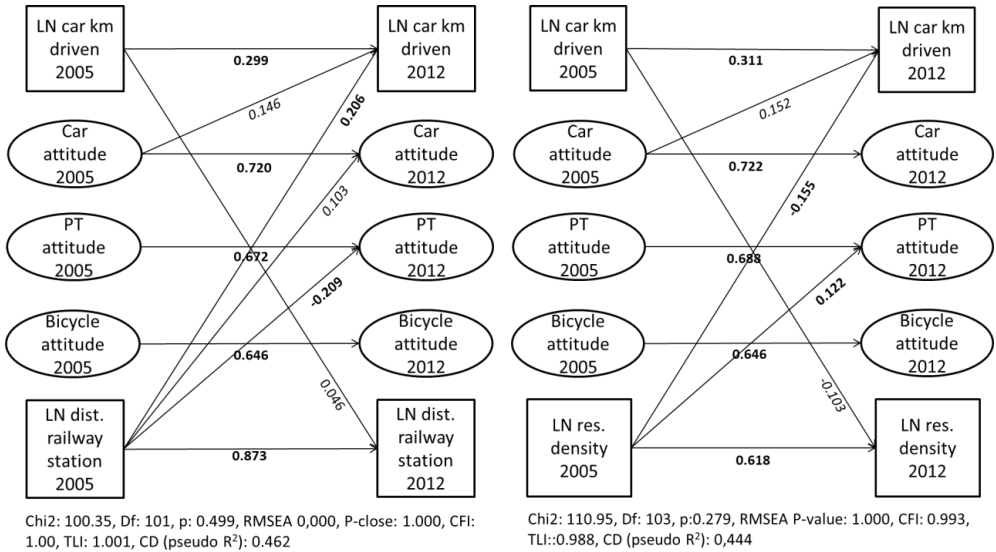 LN car km
driven
2005
LN car km
driven
2012
0.299
0.146
0.206
Car
attitude
2005
Car
attitude
2012
0.720
0.103
PT
attitude
2005
PT
attitude
2012
0.672
-0.209
Bicycle
attitude
2005
Bicycle
attitude
2012
0.646
0.046
LN dist.
railway
station
2005
LN dist.
railway
station
2012
0.873
Chi2: 100.35, Df: 101, p: 0.499, RMSEA 0,000, P-close: 1.000, CFI:
1.00, TLI: 1.001, CD (pseudo R²): 0.462
LN car km
driven
2005
LN car km
driven
2012
0.311
0.152
Car
attitude
2005
Car
attitude
2012
0.722
-0.155
PT
attitude
2005
PT
attitude
2012
0.688
0.122
Bicycle
attitude
2005
Bicycle
attitude
2012
0.646
-0.103
LN res.
density
2005
LN res.
density
2012
0.618
Chi2: 110.95, Df: 103, p:0.279, RMSEA P-value: 1.000, CFI: 0.993,
TLI::0.988, CD (pseudo R²): 0,444